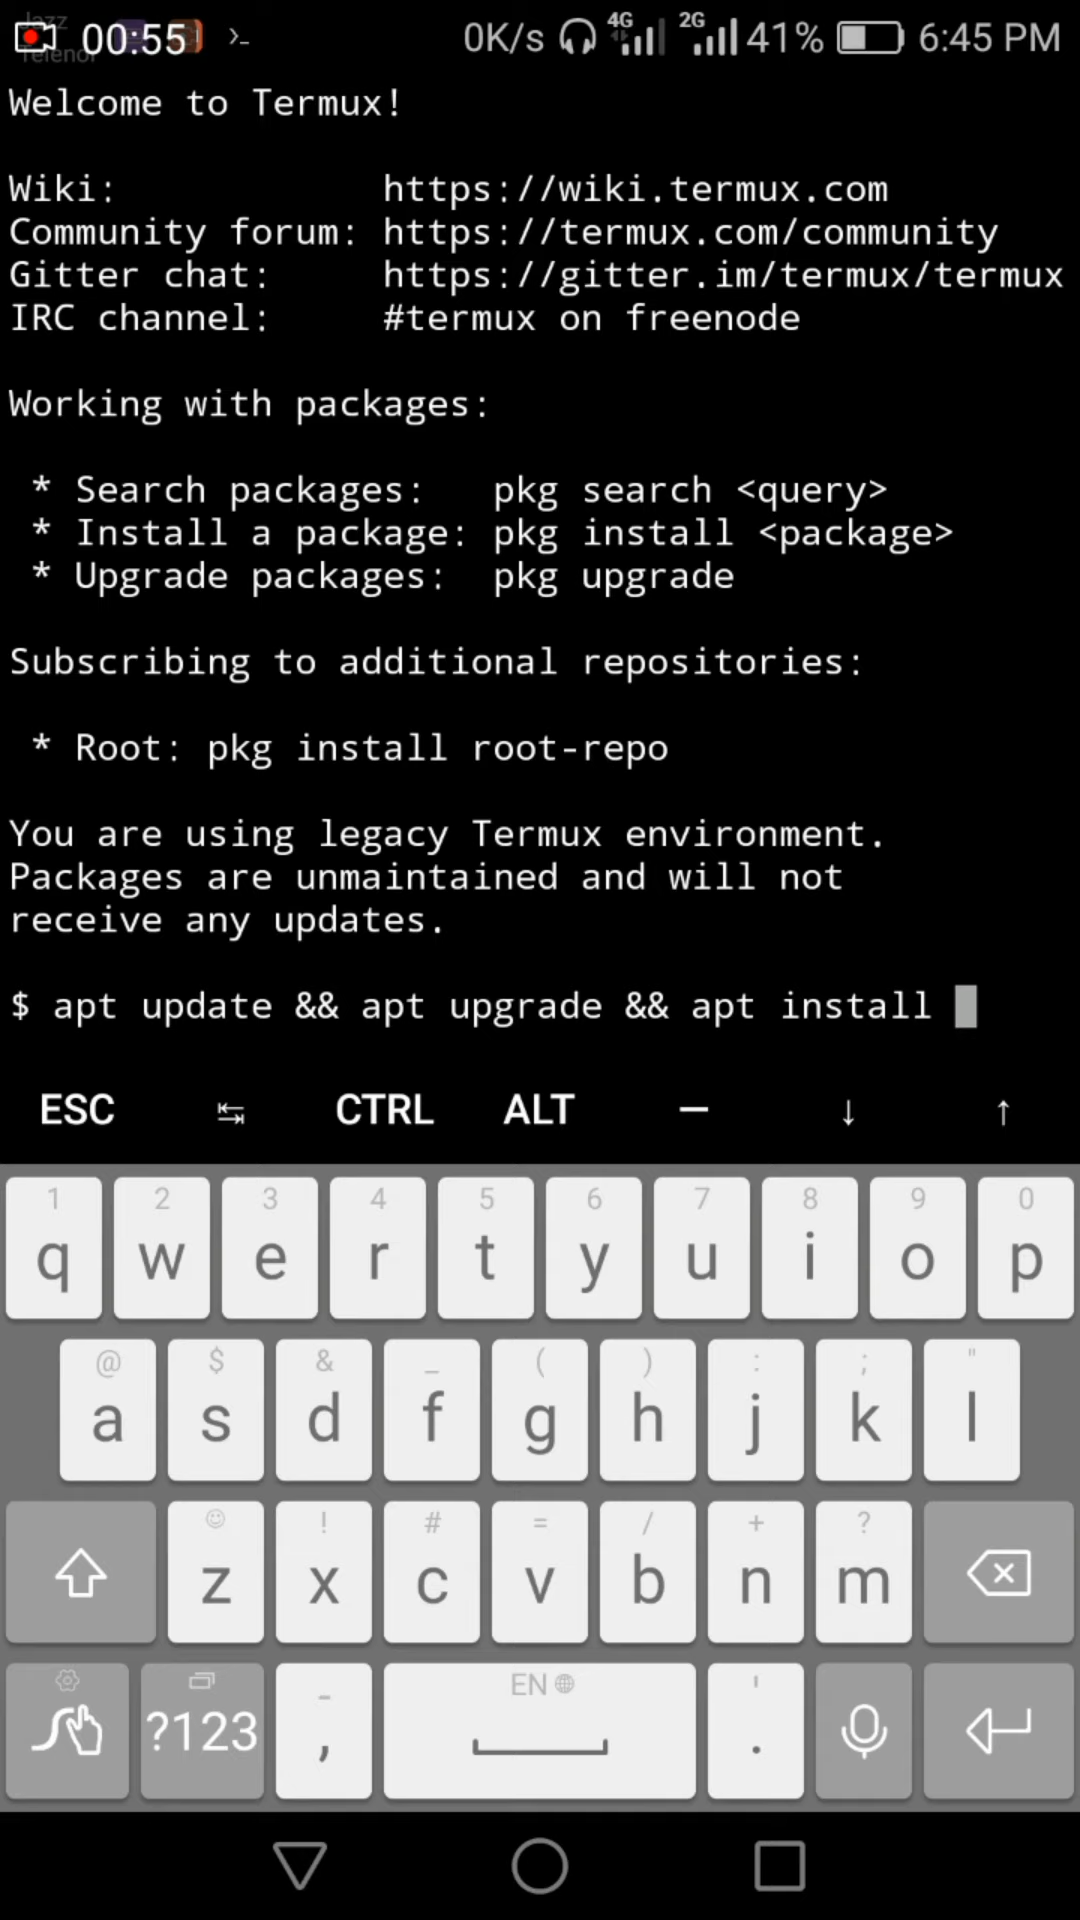 Jazz
Telenor
00:55 >_ 0K/s 4G 2G 41% 6:45 PM
Welcome to Termux!
Wiki: https://wiki.termux.com
Community forum: https://termux.com/community
Gitter chat: https://gitter.im/termux/termux
IRC channel: #termux on freenode
Working with packages:
* Search packages: pkg search <query>
* Install a package: pkg install <package>
* Upgrade packages: pkg upgrade
Subscribing to additional repositories:
* Root: pkg install root-repo
You are using legacy Termux environment.
Packages are unmaintained and will not
receive any updates.
$ apt update && apt upgrade && apt install
ESC ↹ CTRL ALT — ↓ ↑
1 2 3 4 5 6 7 8 9 0
q w e r t y u i o p
@ $ & _ ( ) : ; "
a s d f g h j k l
! # = / + ?
z x c v b n m
- EN '
?123 , .